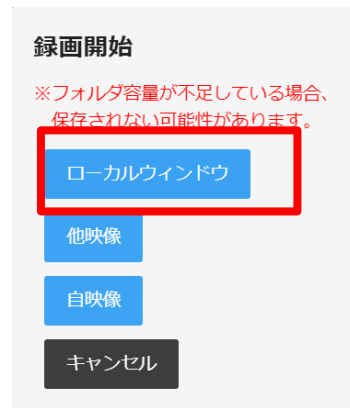 録画開始
※フォルダ容量が不足している場合、
保存されない可能性があります。
ローカルウィンドウ
他映像
自映像
キャンセル